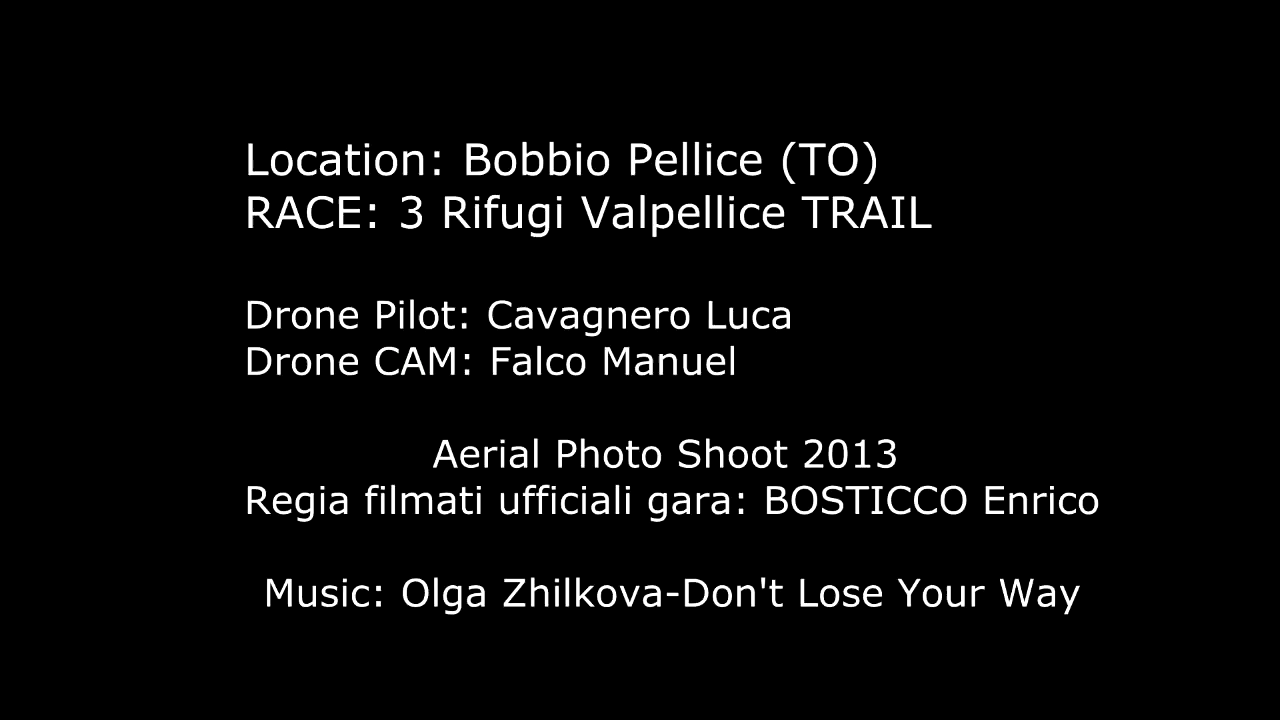 Location: Bobbio Pellice (TO)
RACE: 3 Rifugi Valpellice TRAIL
Drone Pilot: Cavagnero Luca
Drone CAM: Falco Manuel
Aerial Photo Shoot 2013
Regia filmati ufficiali gara: BOSTICCO Enrico
Music: Olga Zhilkova-Don't Lose Your Way